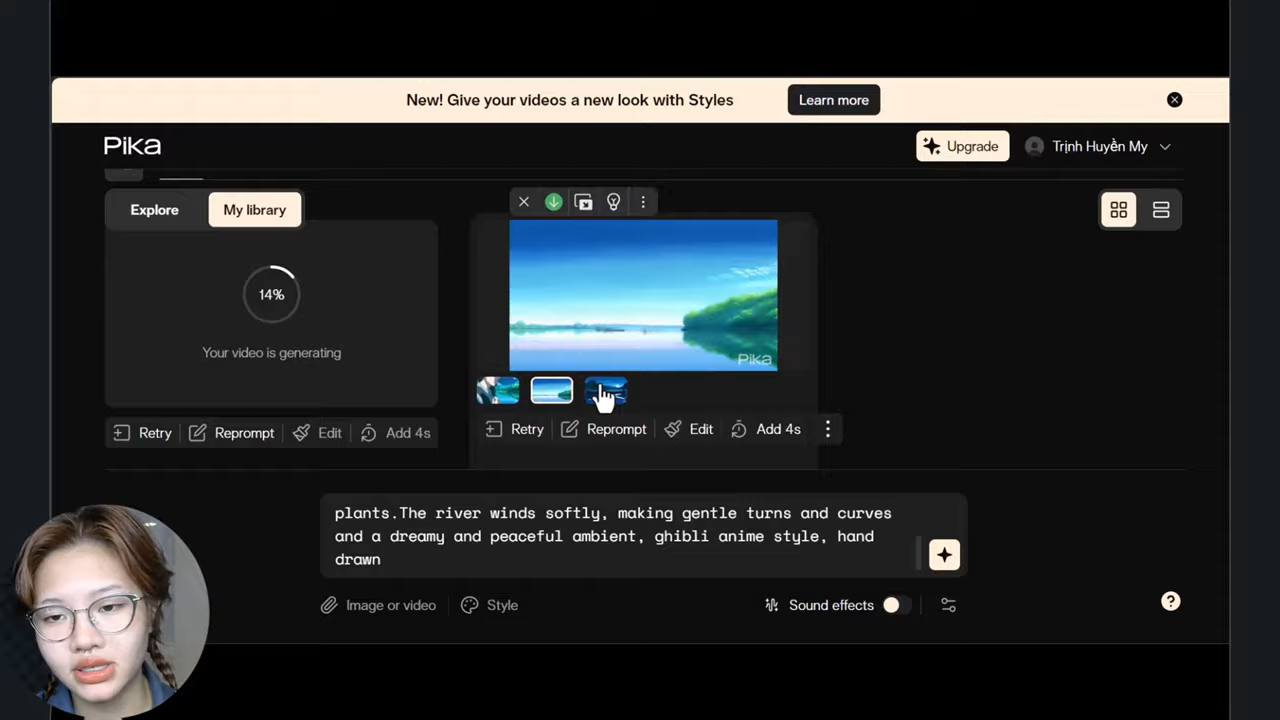 New! Give your videos a new look with Styles
Learn more
Pika
Upgrade
Trịnh Huyền My
Explore
My library
14%
Your video is generating
Pika
Retry
Reprompt
Edit
Add 4s
Retry
Reprompt
Edit
Add 4s
plants.The river winds softly, making gentle turns and curves
and a dreamy and peaceful ambient, ghibli anime style, hand
drawn
Image or video
Style
Sound effects
?